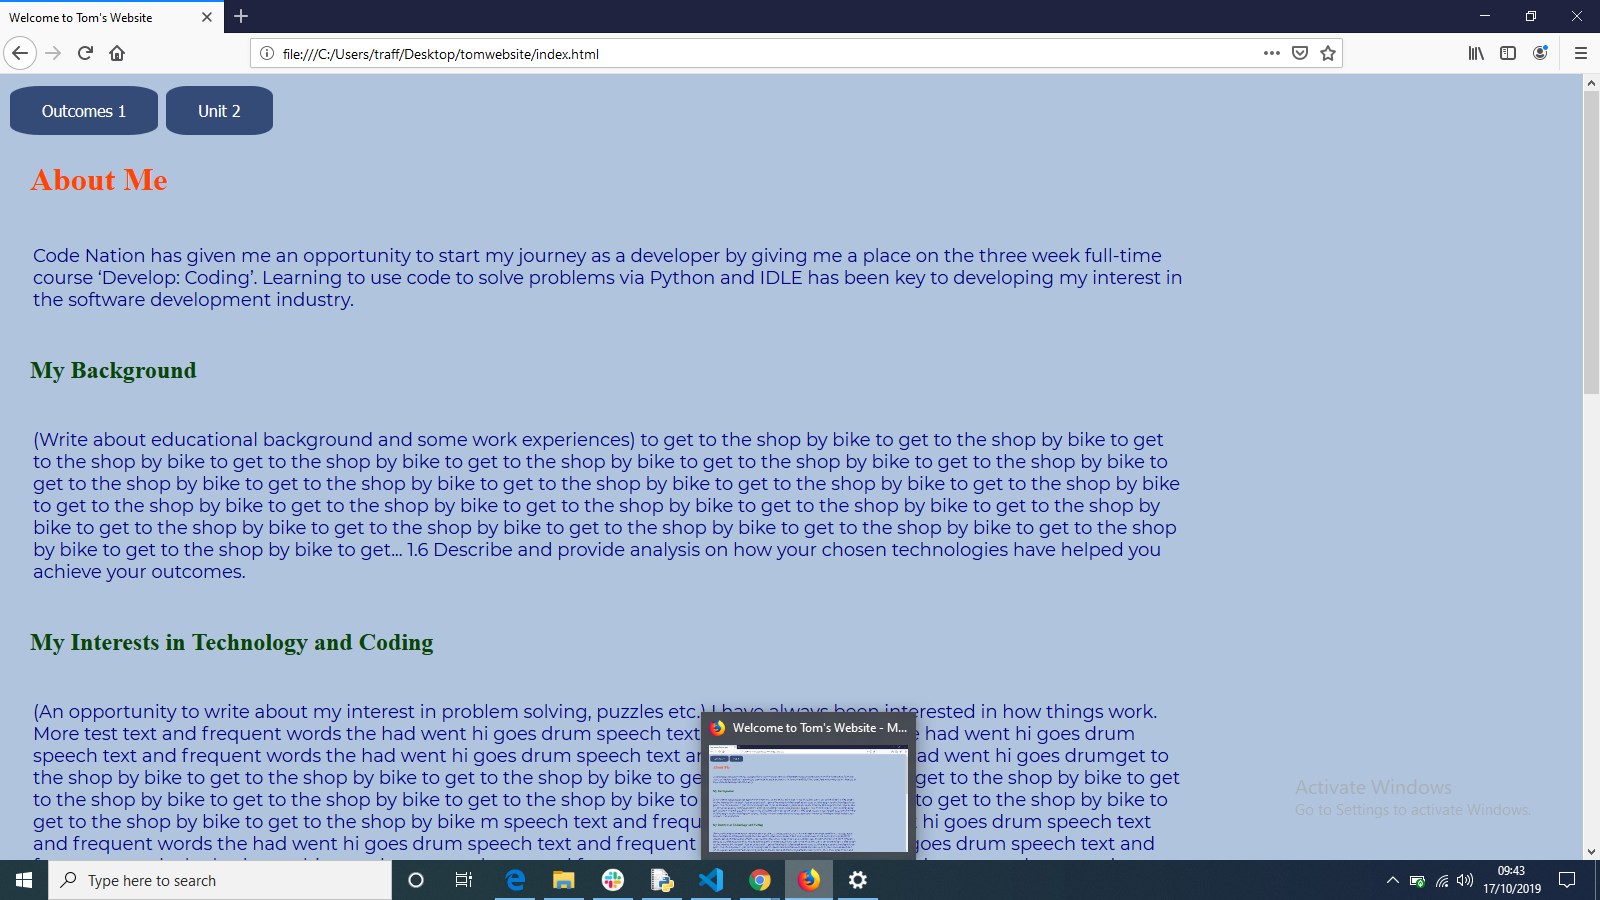 Welcome to Tom's Website
file:///C:/Users/traff/Desktop/tomwebsite/index.html
Outcomes 1
Unit 2
About Me
Code Nation has given me an opportunity to start my journey as a developer by giving me a place on the three week full-time
course ‘Develop: Coding’. Learning to use code to solve problems via Python and IDLE has been key to developing my interest in
the software development industry.
My Background
(Write about educational background and some work experiences) to get to the shop by bike to get to the shop by bike to get
to the shop by bike to get to the shop by bike to get to the shop by bike to get to the shop by bike to get to the shop by bike to
get to the shop by bike to get to the shop by bike to get to the shop by bike to get to the shop by bike to get to the shop by bike
to get to the shop by bike to get to the shop by bike to get to the shop by bike to get to the shop by bike to get to the shop by
bike to get to the shop by bike to get to the shop by bike to get to the shop by bike to get to the shop by bike to get to the shop
by bike to get to the shop by bike to get... 1.6 Describe and provide analysis on how your chosen technologies have helped you
achieve your outcomes.
My Interests in Technology and Coding
(An opportunity to write about my interest in problem solving, puzzles etc.) I have always been interested in how things work.
More test text and frequent words the had went hi goes drum speech text had went hi goes drum
speech text and frequent words the had went hi goes drum speech text had went hi goes drumget to
the shop by bike to get to the shop by bike to get to the shop by bike to get to the shop by bike to get
to the shop by bike to get to the shop by bike to get to the shop by bike to to get to the shop by bike to
get to the shop by bike to get to the shop by bike m speech text and hi goes drum speech text
and frequent words the had went hi goes drum speech text and frequent goes drum speech text and
Welcome to Tom's Website - M...
Activate Windows
Go to Settings to activate Windows.
Type here to search
09:43
17/10/2019